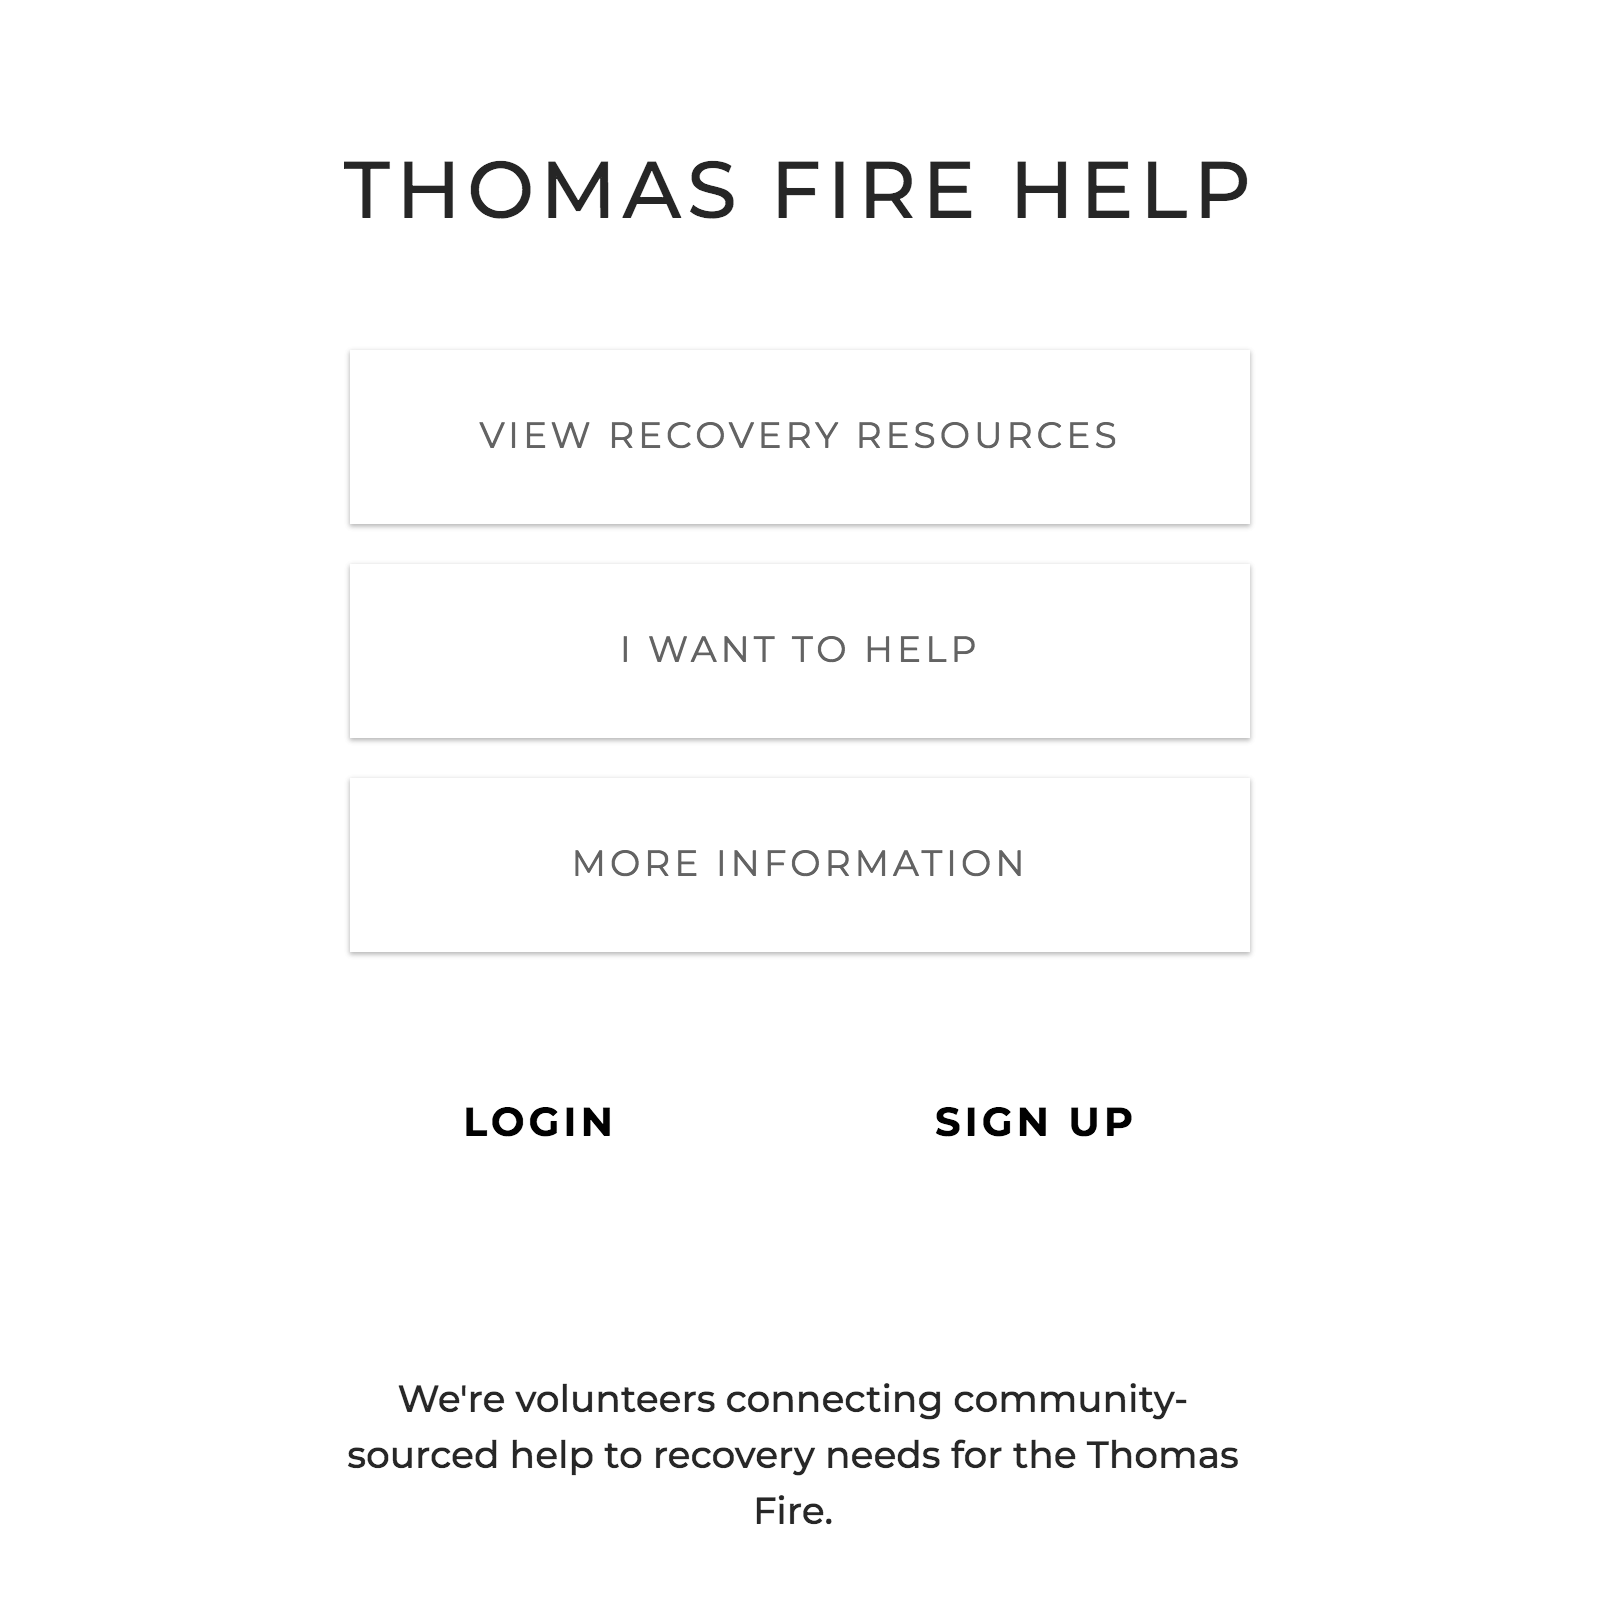 THOMAS FIRE HELP
VIEW RECOVERY RESOURCES
I WANT TO HELP
MORE INFORMATION
LOGIN
SIGN UP
We're volunteers connecting community-
sourced help to recovery needs for the Thomas
Fire.